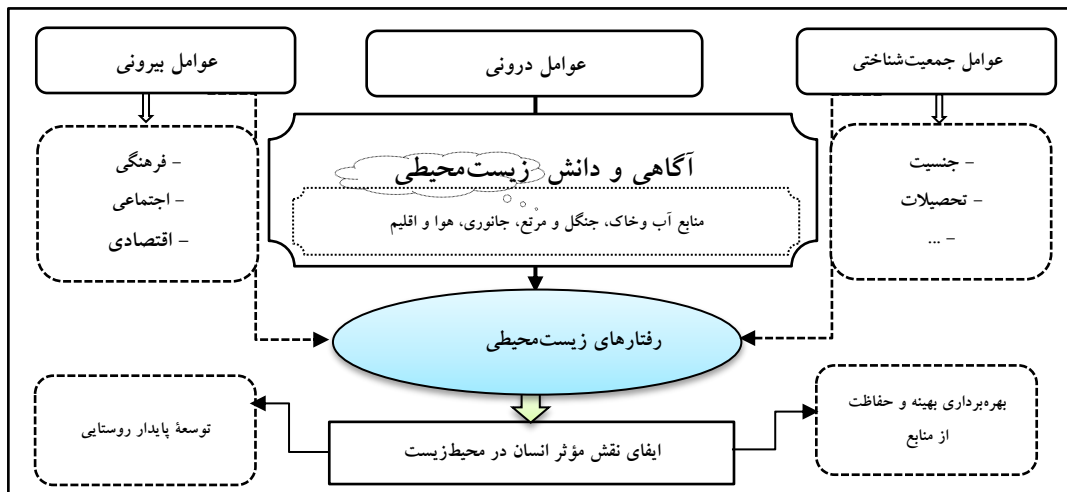 عوامل جمعیت‌شناختی
عوامل درونی
عوامل بیرونی
- جنسیت
- تحصیلات
- ...
آگاهی و دانش زیست‌محیطی
منابع آب وخاک، جنگل و مرتع، جانوری، هوا و اقلیم
- فرهنگی
- اجتماعی
- اقتصادی
رفتارهای زیست‌محیطی
بهره‌برداری بهینه و حفاظت
از منابع
ایفای نقش مؤثر انسان در محیط‌زیست
توسعهٔ پایدار روستایی